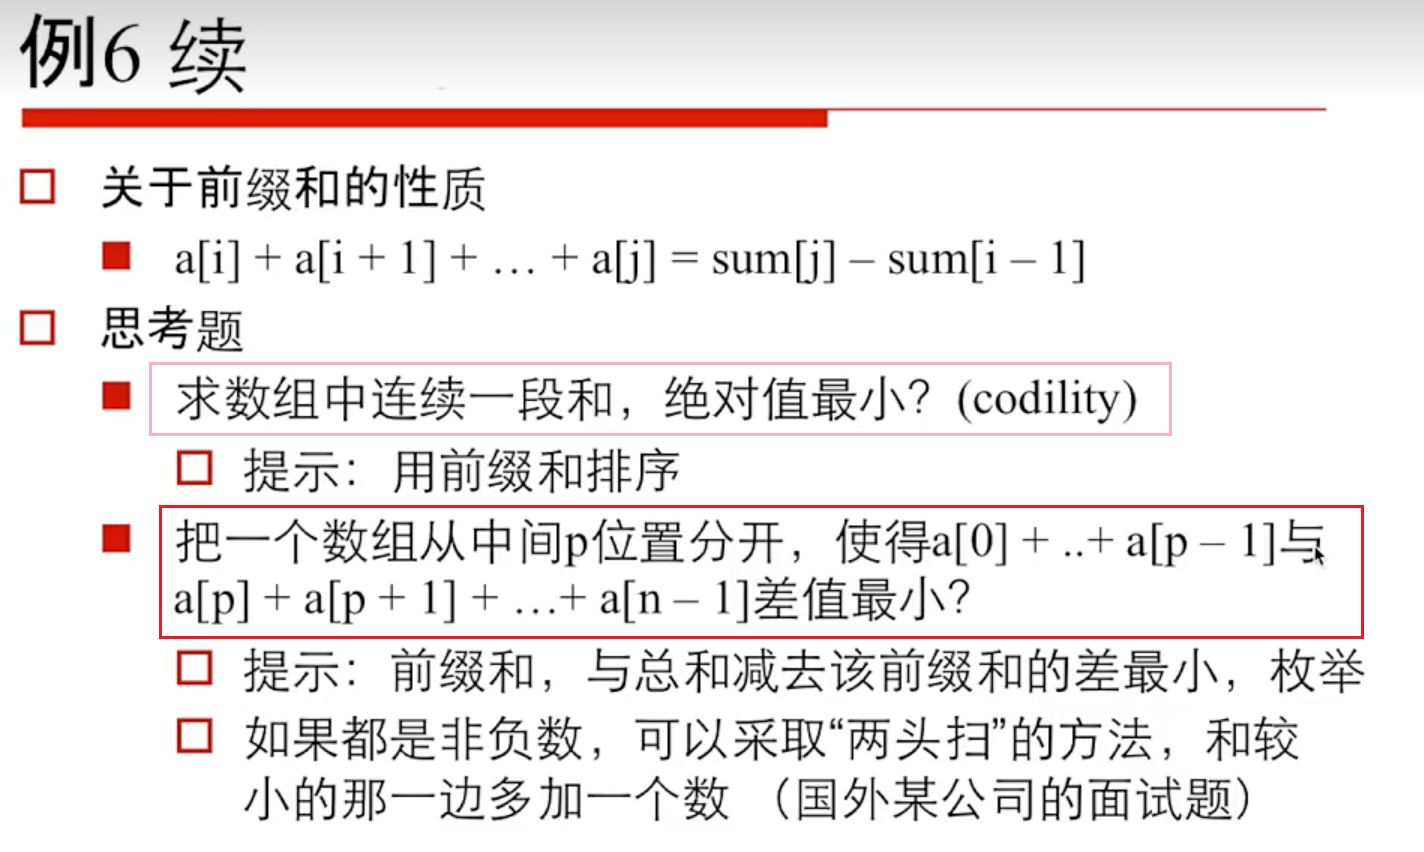 例6 续
关于前缀和的性质
a[i] + a[i + 1] + … + a[j] = sum[j] – sum[i – 1]
思考题
求数组中连续一段和，绝对值最小？(codility)
提示：用前缀和排序
把一个数组从中间p位置分开，使得a[0] + ..+ a[p – 1]与
a[p] + a[p + 1] + …+ a[n – 1]差值最小？
提示：前缀和，与总和减去该前缀和的差最小，枚举
如果都是非负数，可以采取“两头扫”的方法，和较
小的那一边多加一个数 （国外某公司的面试题）